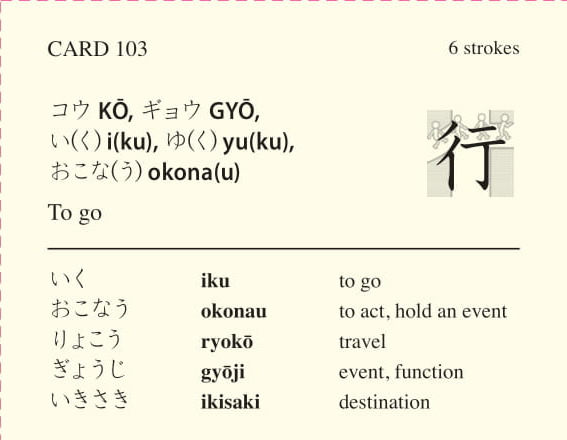 CARD 103
6 strokes
コウ KŌ, ギョウ GYŌ,
い(く) i(ku), ゆ(く) yu(ku),
おこな(う) okona(u)
To go
行
いく iku to go
おこなう okonau to act, hold an event
りょこう ryokō travel
ぎょうじ gyōji event, function
いきさき ikisaki destination